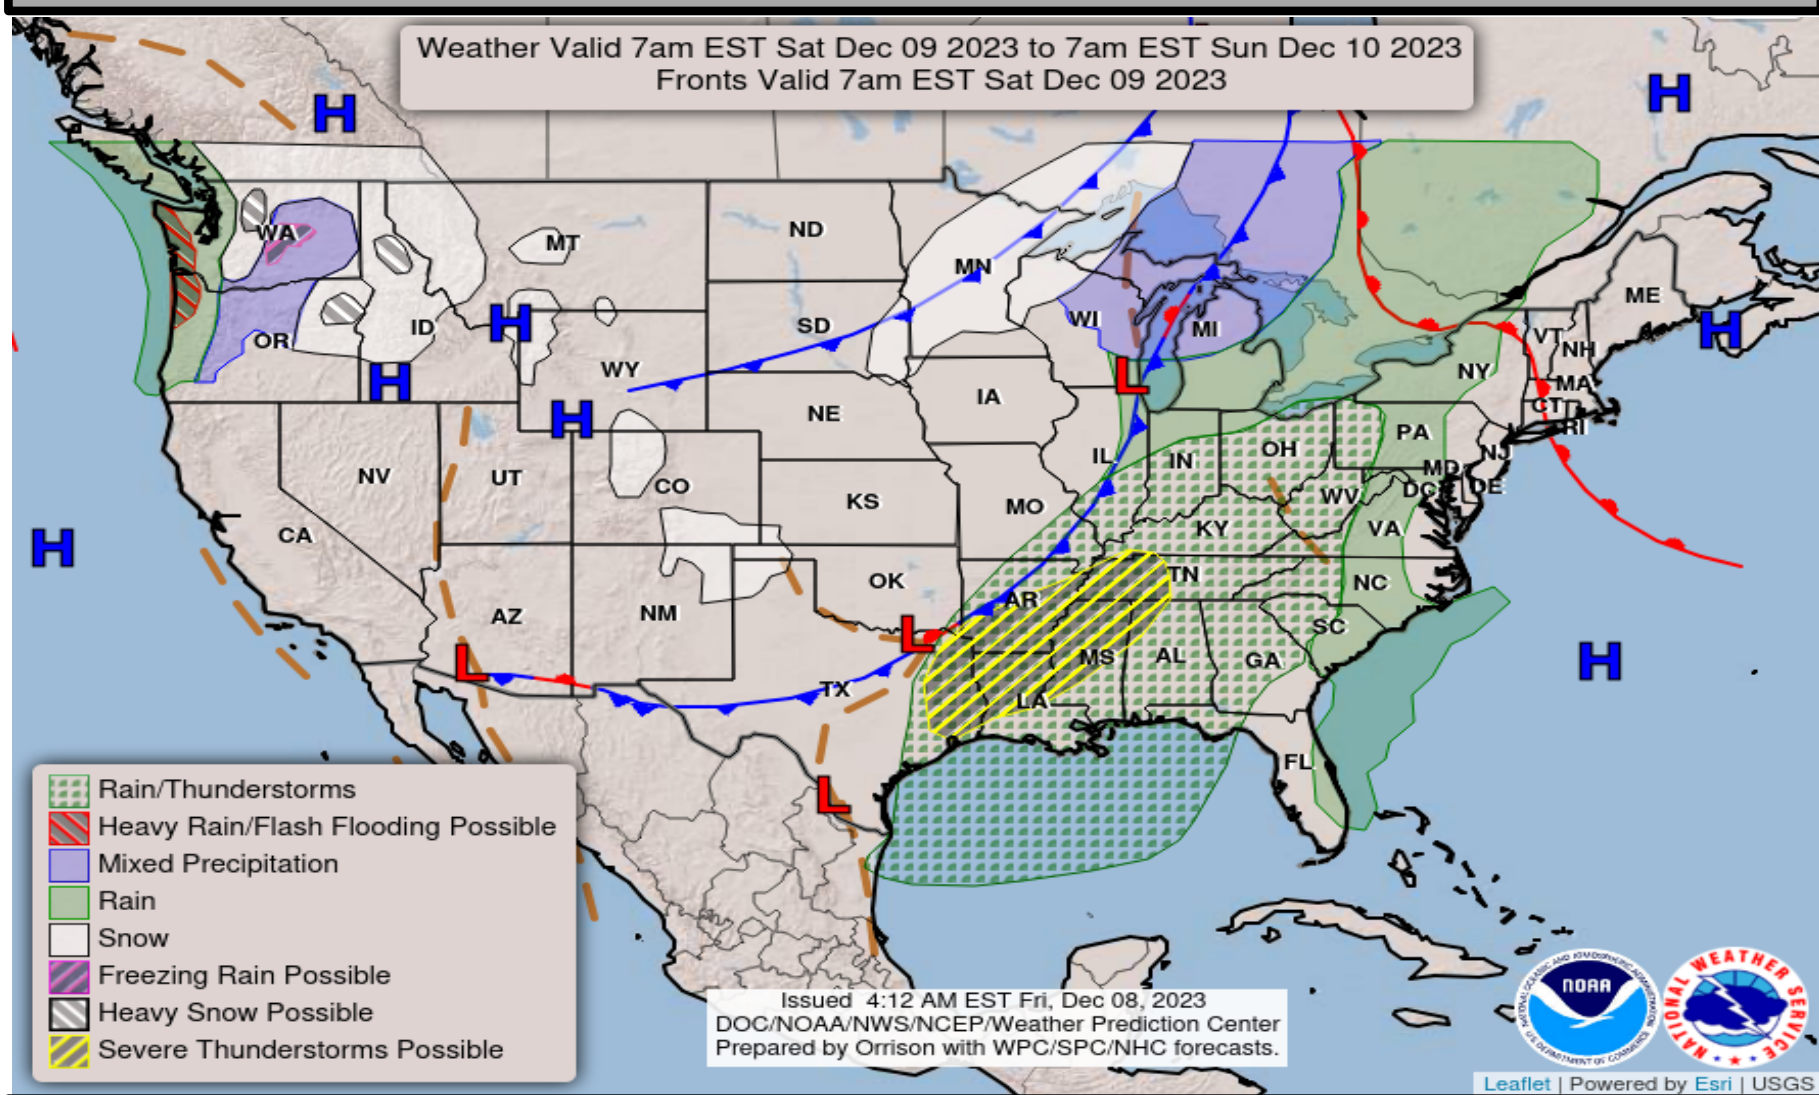 Weather Valid 7am EST Sat Dec 09 2023 to 7am EST Sun Dec 10 2023
Fronts Valid 7am EST Sat Dec 09 2023
H
H
WA
MT
ND
MN
ME
OR
ID
H
SD
WI
MI
VT
NH
H
WY
H
L
NY
MA
H
NE
IA
CT
RI
PA
NV
UT
CO
KS
MO
IL
IN
OH
NJ
MD
DC
DE
WV
VA
KY
CA
H
AZ
NM
OK
AR
TN
NC
SC
L
L
TX
MS
AL
GA
H
LA
FL
L
Rain/Thunderstorms
Heavy Rain/Flash Flooding Possible
Mixed Precipitation
Rain
Snow
Freezing Rain Possible
Heavy Snow Possible
Severe Thunderstorms Possible
Issued 4:12 AM EST Fri, Dec 08, 2023
DOC/NOAA/NWS/NCEP/Weather Prediction Center
Prepared by Orrison with WPC/SPC/NHC forecasts.
NOAA
NATIONAL WEATHER SERVICE
Leaflet | Powered by Esri | USGS